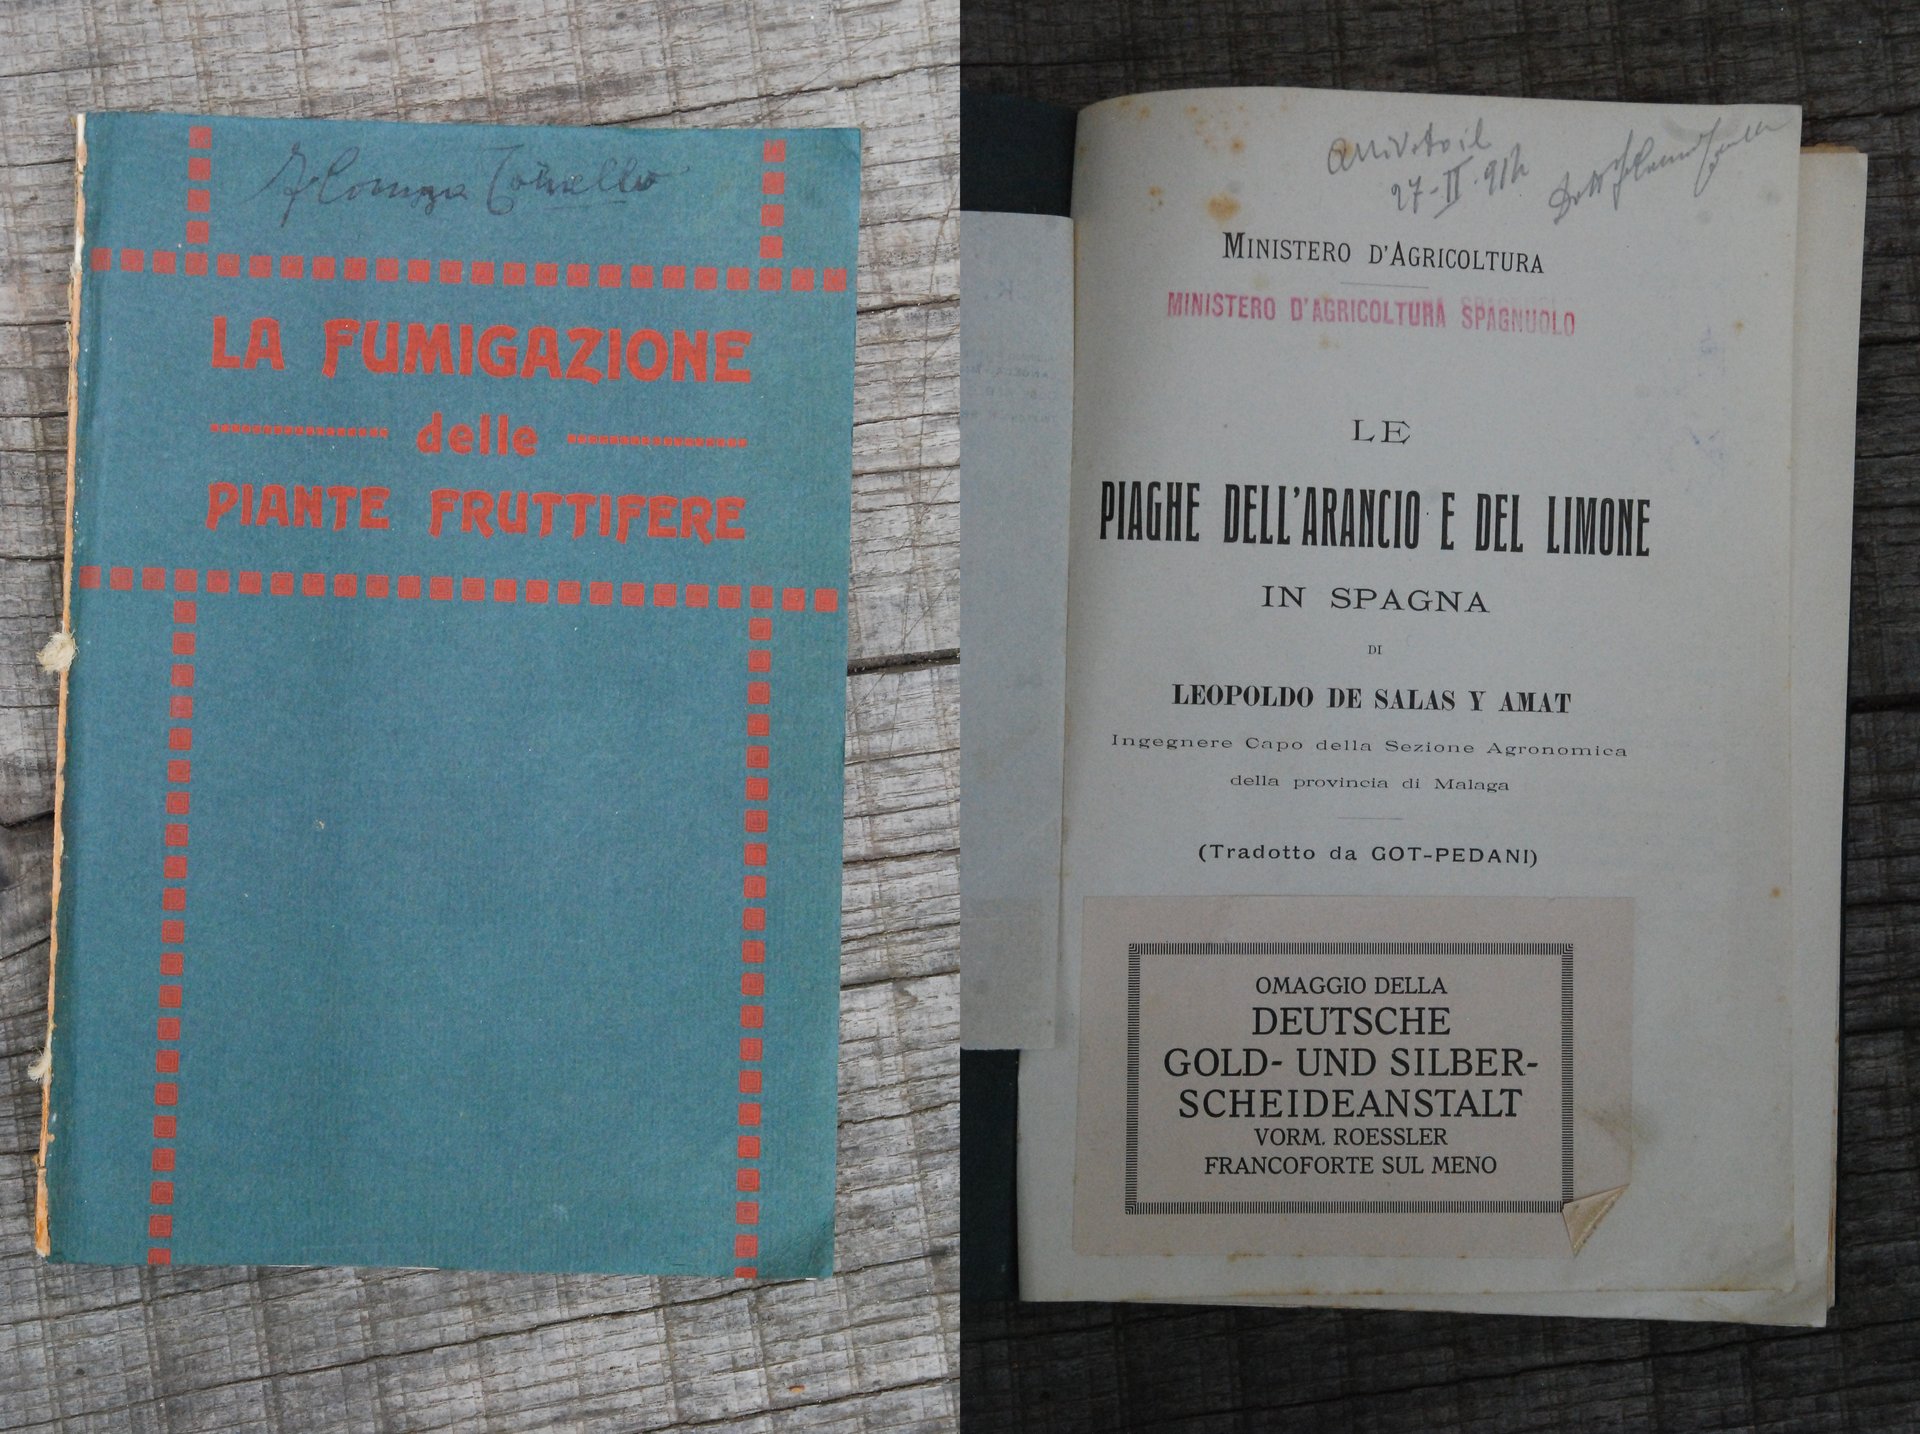 LA FUMIGAZIONE
delle
PIANTE FRUTTIFERE
arrivato il
27-II-912
MINISTERO D'AGRICOLTURA
MINISTERO D'AGRICOLTURA SPAGNUOLO
LE
PIAGHE DELL'ARANCIO E DEL LIMONE
IN SPAGNA
DI
LEOPOLDO DE SALAS Y AMAT
Ingegnere Capo della Sezione Agronomica
della provincia di Malaga
(Tradotto da GOT-PEDANI)
OMAGGIO DELLA
DEUTSCHE
GOLD- UND SILBER-
SCHEIDEANSTALT
VORM. ROESSLER
FRANCOFORTE SUL MENO